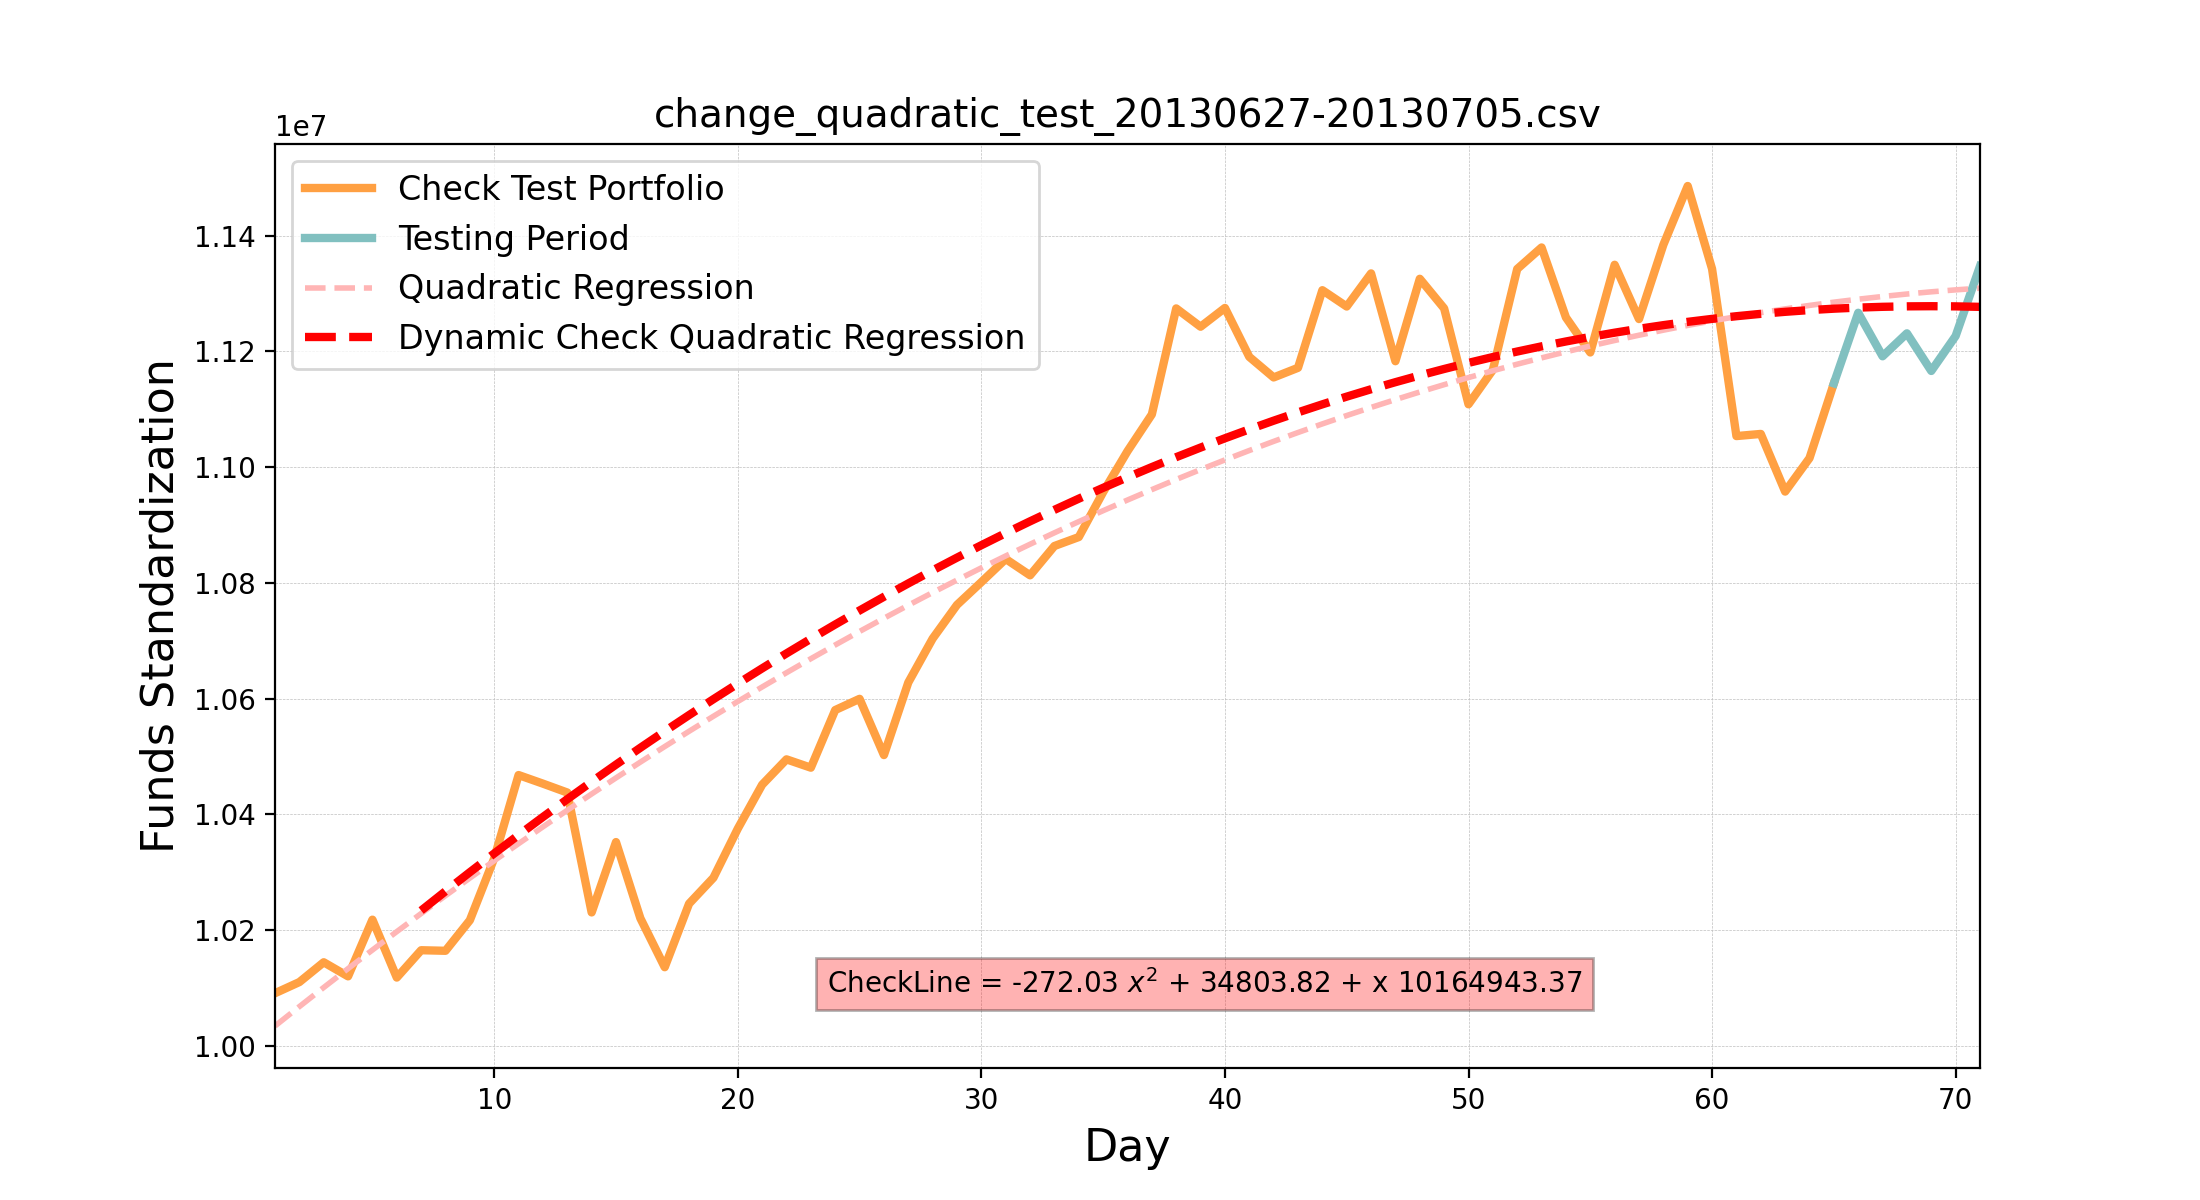 change_quadratic_test_20130627-20130705.csv
1e7
Check Test Portfolio
Testing Period
Quadratic Regression
Dynamic Check Quadratic Regression
1.14
1.12
1.10
1.08
1.06
1.04
1.02
1.00
Funds Standardization
CheckLine = -272.03 x² + 34803.82 + x 10164943.37
10 20 30 40 50 60 70
Day